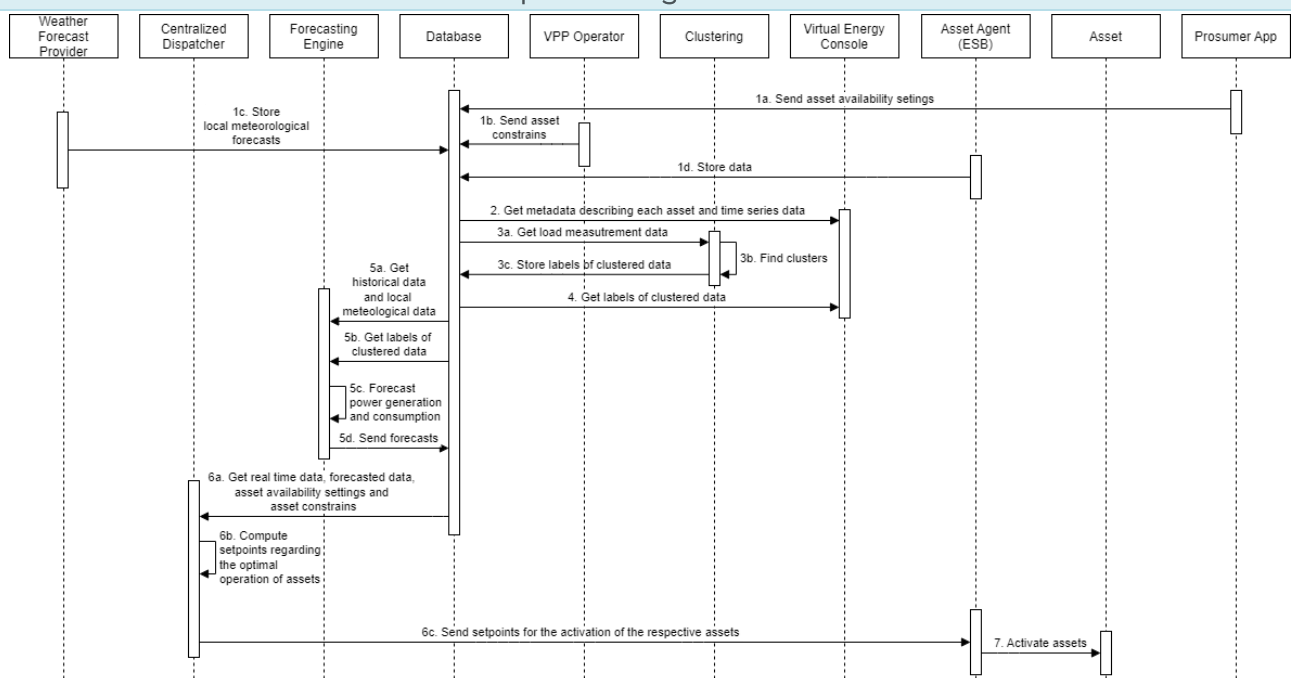 Weather
Forecast
Provider
Centralized
Dispatcher
Forecasting
Engine
Database
VPP Operator
Clustering
Virtual Energy
Console
Asset Agent
(ESB)
Asset
Prosumer App
1a. Send asset availability setings
1c. Store
local meteorological
forecasts
1b. Send asset
constrains
1d. Store data
2. Get metadata describing each asset and time series data
3a. Get load measutrement data
3b. Find clusters
3c. Store labels bf clustered data
5a. Get
historical data
and local
meteological data
4. Get labels of clustered data
5b. Get labels of
clustered data
5c. Forecast
power generation
and consumption
5d. Send forecasts
6a. Get real time data, forecasted data,
asset availability settings and
asset constrains
6b. Compute
setpoints regarding
the optimal
operation of assets
6c. Send setpoints for the activation of the respective assets
7. Activate assets